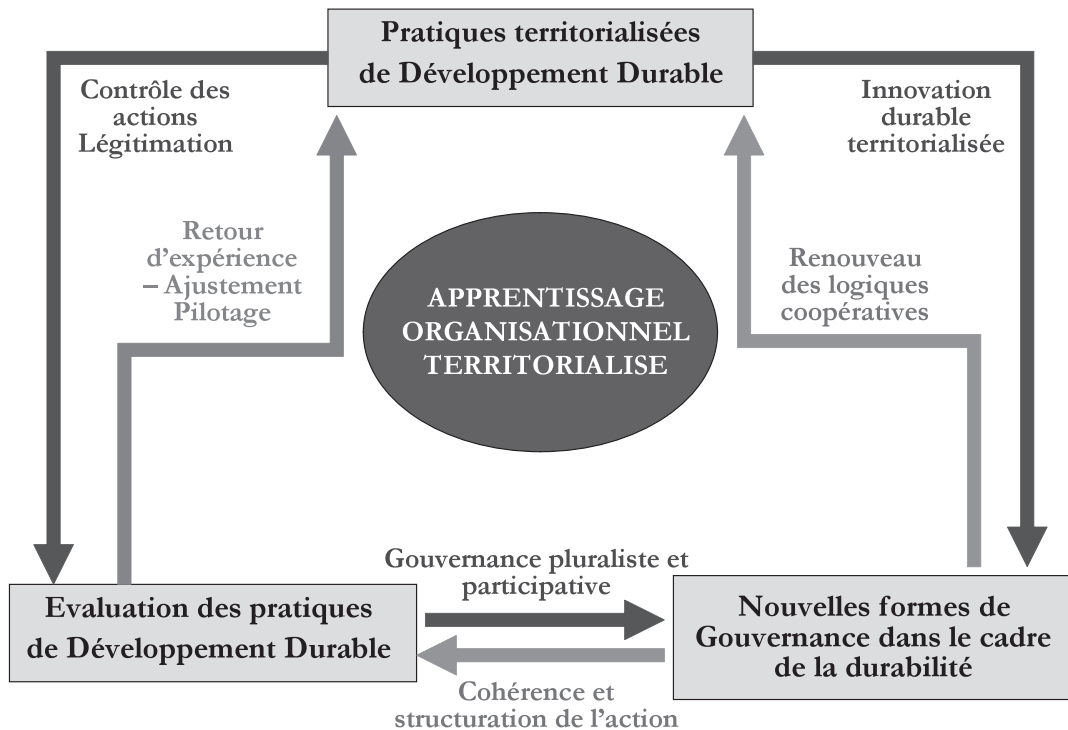 Pratiques territorialisées
de Développement Durable
Contrôle des
actions
Légitimation
Innovation
durable
territorialisée
Retour
d’expérience
– Ajustement
Pilotage
Renouveau
des logiques
coopératives
APPRENTISSAGE
ORGANISATIONNEL
TERRITORIALISE
Gouvernance pluraliste et
participative
Evaluation des pratiques
de Développement Durable
Nouvelles formes de
Gouvernance dans le cadre
de la durabilité
Cohérence et
structuration de l’action